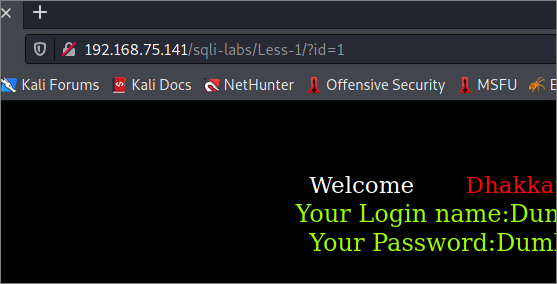 192.168.75.141/sqli-labs/Less-1/?id=1
Kali Forums Kali Docs NetHunter Offensive Security MSFU
Welcome
Your Login name:
Your Password: